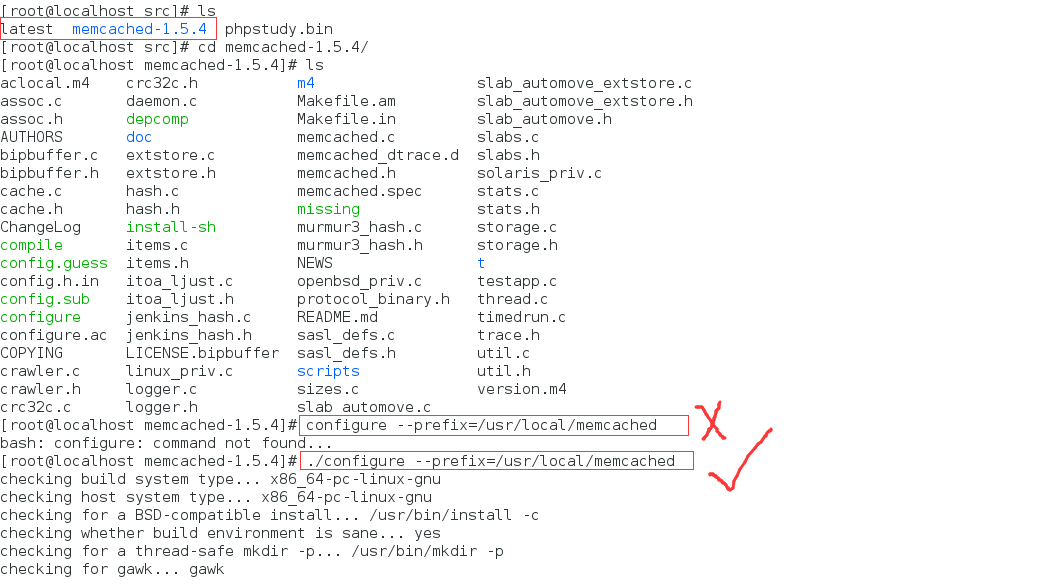 [root@localhost src]# ls
latest  memcached-1.5.4  phpstudy.bin
[root@localhost src]# cd memcached-1.5.4/
[root@localhost memcached-1.5.4]# ls
aclocal.m4    crc32c.h           m4                  slab_automove_extstore.c
assoc.c       daemon.c           Makefile.am         slab_automove_extstore.h
assoc.h       depcomp            Makefile.in         slab_automove.h
AUTHORS       doc                memcached.c         slabs.c
bipbuffer.c   extstore.c         memcached_dtrace.d  slabs.h
bipbuffer.h   extstore.h         memcached.h         solaris_priv.c
cache.c       hash.c             memcached.spec      stats.c
cache.h       hash.h             missing             stats.h
ChangeLog     install-sh         murmur3_hash.c      storage.c
compile       items.c            murmur3_hash.h      storage.h
config.guess  items.h            NEWS                t
config.h.in   itoa_ljust.c       openbsd_priv.c      testapp.c
config.sub    itoa_ljust.h       protocol_binary.h   thread.c
configure     jenkins_hash.c     README.md           timedrun.c
configure.ac  jenkins_hash.h     sasl_defs.c         trace.h
COPYING       LICENSE.bipbuffer  sasl_defs.h         util.c
crawler.c     linux_priv.c       scripts             util.h
crawler.h     logger.c           sizes.c             version.m4
crc32c.c      logger.h           slab_automove.c
[root@localhost memcached-1.5.4]# configure --prefix=/usr/local/memcached
bash: configure: command not found...
[root@localhost memcached-1.5.4]# ./configure --prefix=/usr/local/memcached
checking build system type... x86_64-pc-linux-gnu
checking host system type... x86_64-pc-linux-gnu
checking for a BSD-compatible install... /usr/bin/install -c
checking whether build environment is sane... yes
checking for a thread-safe mkdir -p... /usr/bin/mkdir -p
checking for gawk... gawk